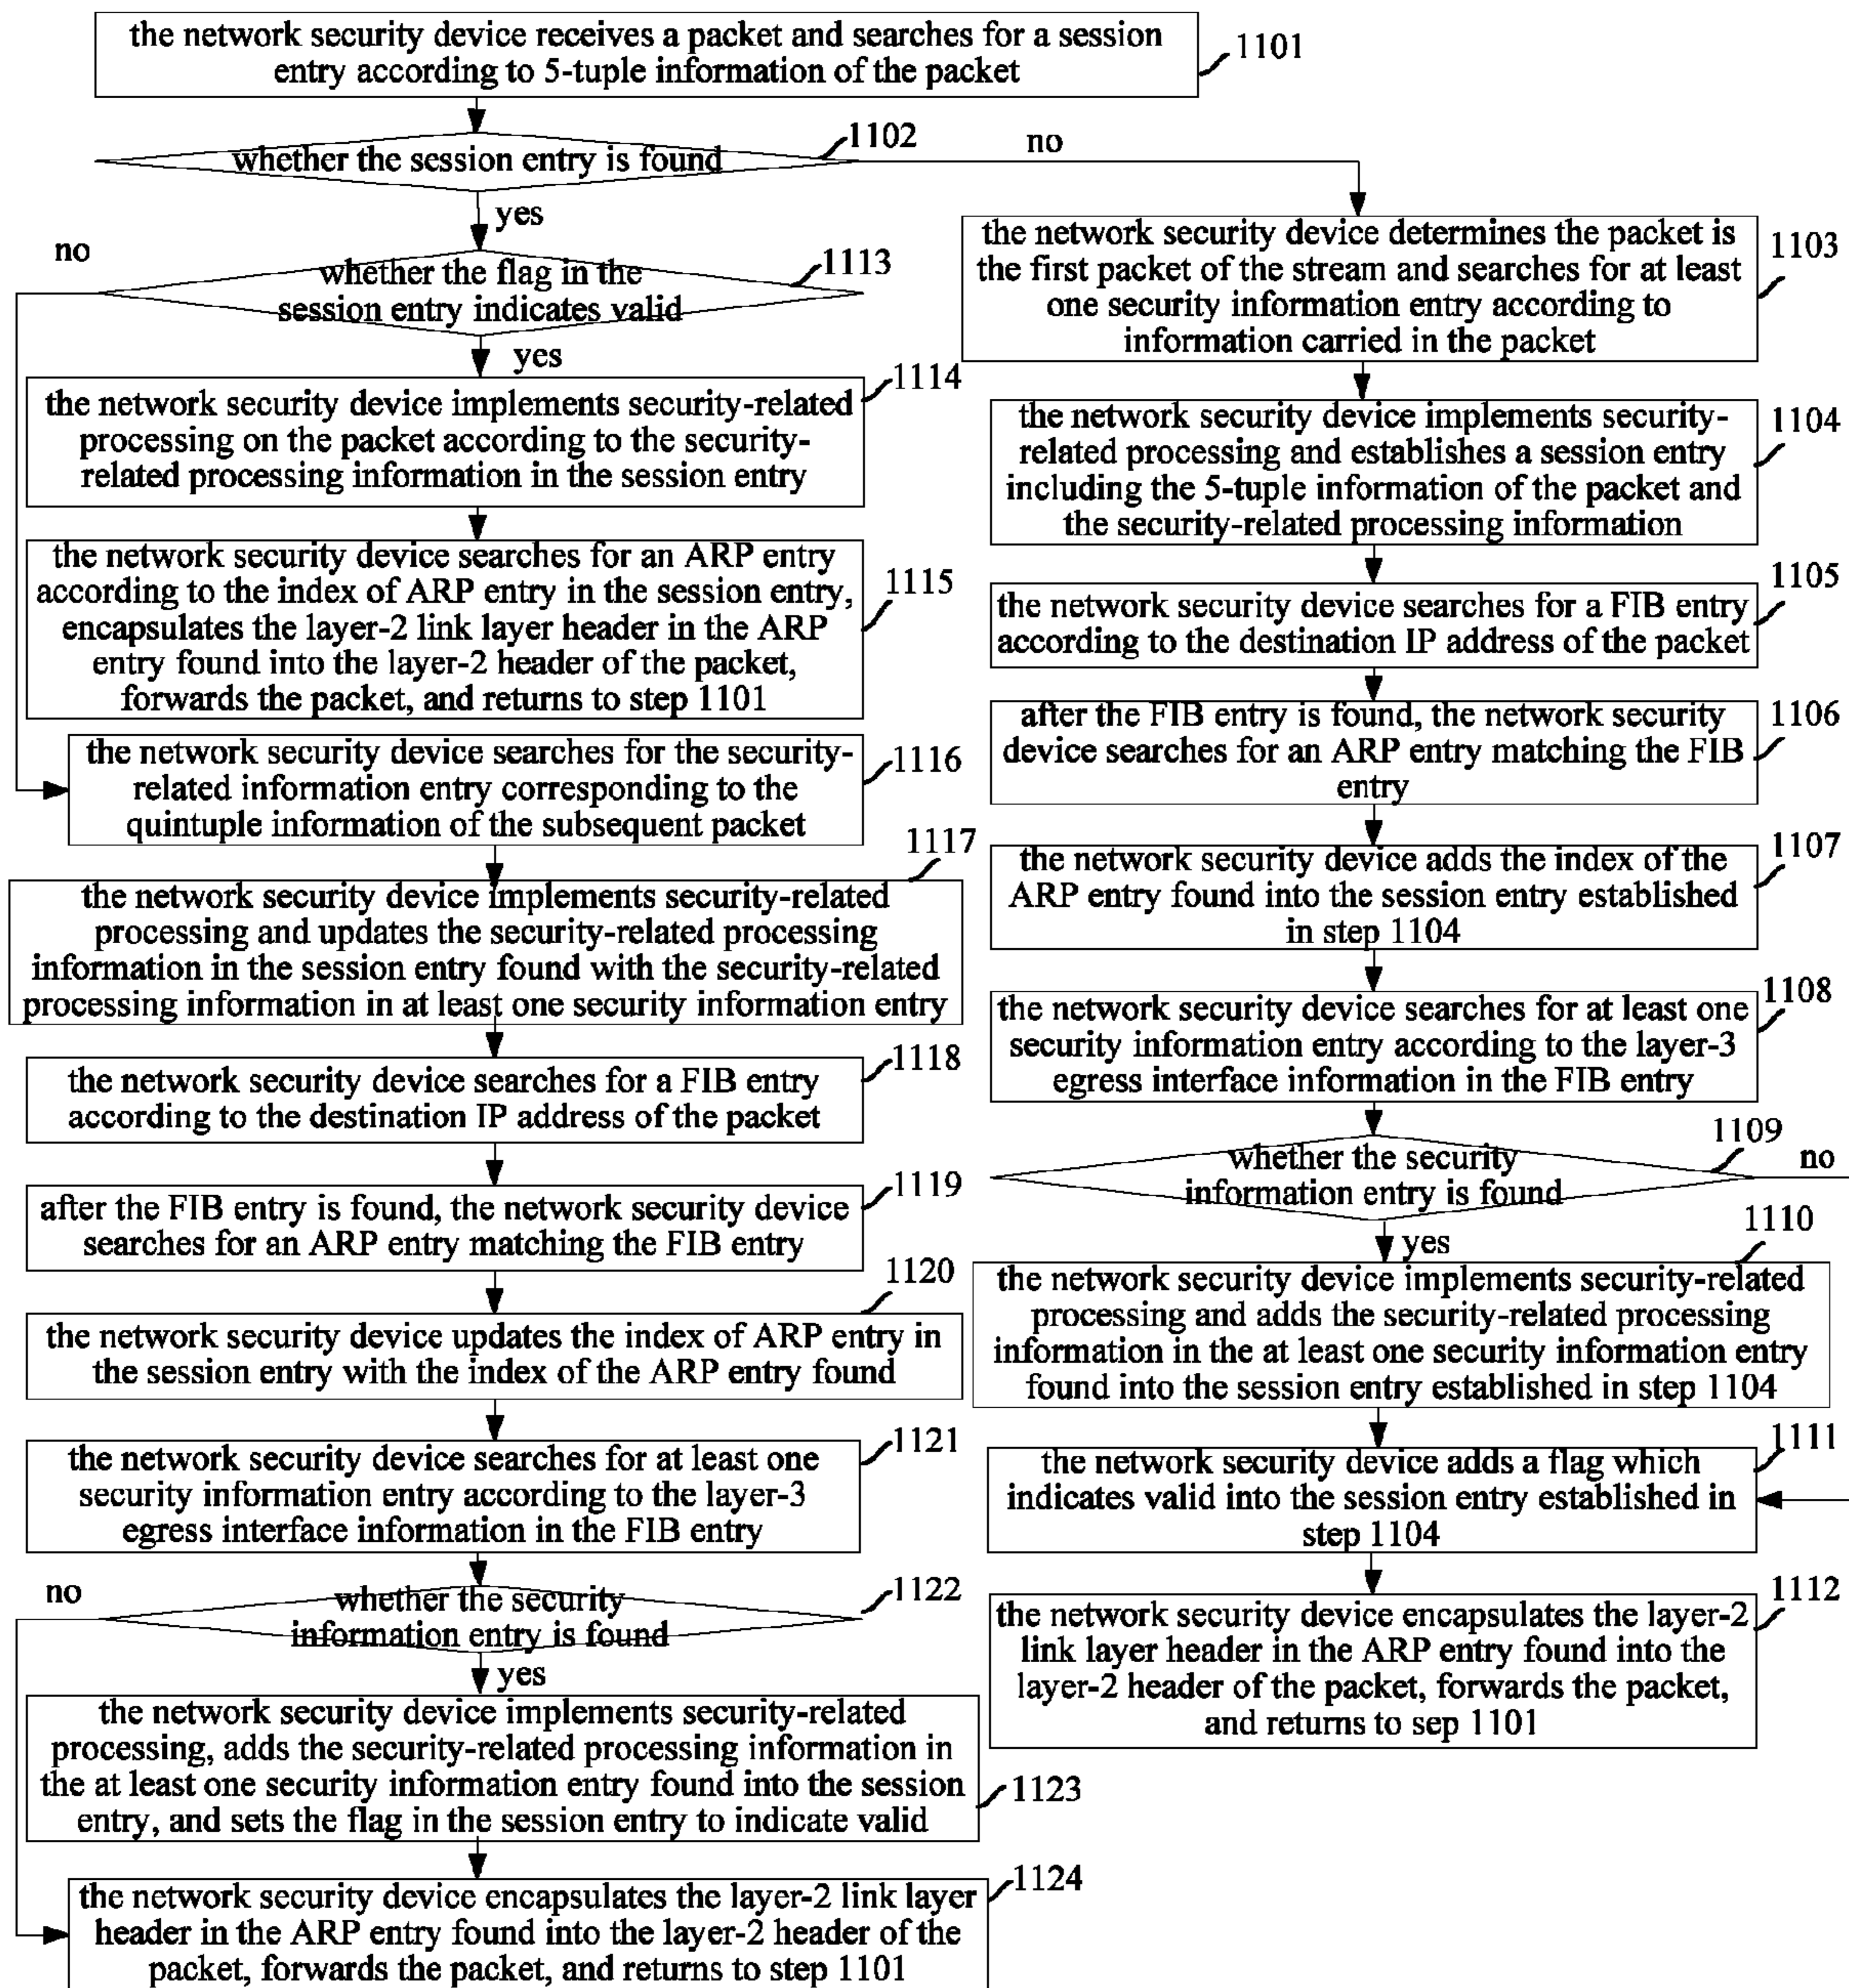 the network security device receives a packet and searches for a session
entry according to 5-tuple information of the packet
1101
whether the session entry is found
1102
no
yes
whether the flag in the
session entry indicates valid
1113
no
yes
the network security device implements security-related
processing on the packet according to the security-
related processing information in the session entry
1114
the network security device searches for an ARP entry
according to the index of ARP entry in the session entry,
encapsulates the layer-2 link layer header in the ARP
entry found into the layer-2 header of the packet,
forwards the packet, and returns to step 1101
1115
the network security device searches for the security-
related information entry corresponding to the
quintuple information of the subsequent packet
1116
the network security device implements security-related
processing and updates the security-related processing
information in the session entry found with the security-related
processing information in at least one security information entry
1117
the network security device searches for a FIB entry
according to the destination IP address of the packet
1118
after the FIB entry is found, the network security device
searches for an ARP entry matching the FIB entry
1119
the network security device updates the index of ARP entry in
the session entry with the index of the ARP entry found
1120
the network security device searches for at least one
security information entry according to the layer-3
egress interface information in the FIB entry
1121
whether the security
information entry is found
1122
no
yes
the network security device implements security-related
processing, adds the security-related processing information in
the at least one security information entry found into the session
entry, and sets the flag in the session entry to indicate valid
1123
the network security device encapsulates the layer-2 link layer
header in the ARP entry found into the layer-2 header of the
packet, forwards the packet, and returns to step 1101
1124
the network security device determines the packet is
the first packet of the stream and searches for at least
one security information entry according to
information carried in the packet
1103
the network security device implements security-
related processing and establishes a session entry
including the 5-tuple information of the packet and
the security-related processing information
1104
the network security device searches for a FIB entry
according to the destination IP address of the packet
1105
after the FIB entry is found, the network security
device searches for an ARP entry matching the FIB
entry
1106
the network security device adds the index of the
ARP entry found into the session entry established
in step 1104
1107
the network security device searches for at least one
security information entry according to the layer-3
egress interface information in the FIB entry
1108
whether the security
information entry is found
1109
no
yes
the network security device implements security-related
processing and adds the security-related processing
information in the at least one security information entry
found into the session entry established in step 1104
1110
the network security device adds a flag which
indicates valid into the session entry established in
step 1104
1111
the network security device encapsulates the layer-2
link layer header in the ARP entry found into the
layer-2 header of the packet, forwards the packet,
and returns to sep 1101
1112